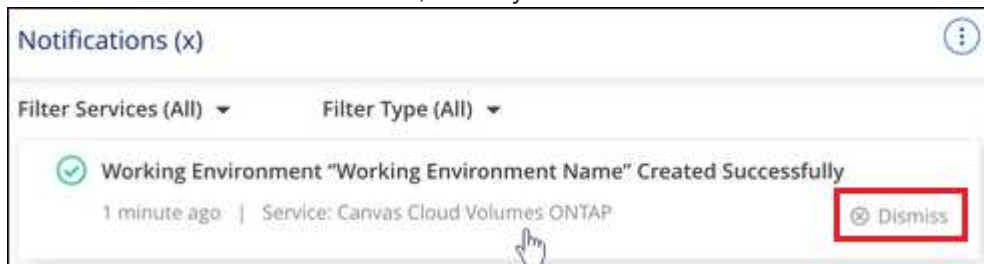 Notifications (x)
Filter Services (All) Filter Type (All)
Working Environment “Working Environment Name” Created Successfully
1 minute ago | Service: Canvas Cloud Volumes ONTAP
Dismiss